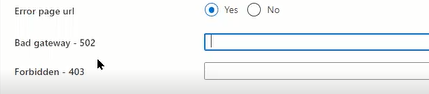 Error page url Yes No
Bad gateway - 502
Forbidden - 403